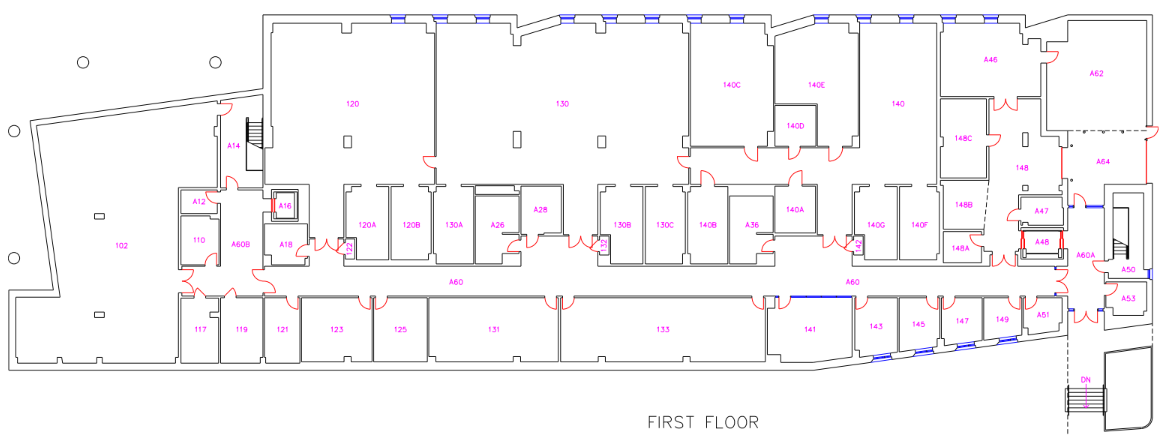 A46
A62
120
130
140C
140E
140
140D
148C
A14
148
A64
A12
A16
140A
148B
A47
120A
120B
130A
A26
A28
130B
130C
140B
A36
140G
140F
102
110
A60B
A18
122
132
142
148A
A48
A60A
A50
A60
A60
A53
117
119
121
123
125
131
133
141
143
145
147
149
A51
DN
FIRST FLOOR